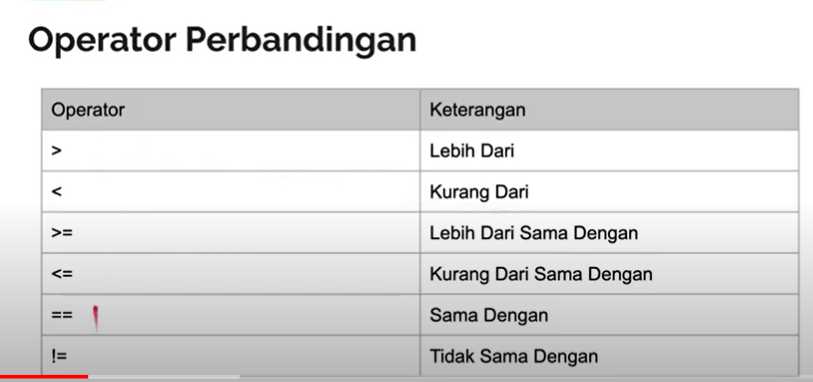 Operator Perbandingan
Operator Keterangan
> Lebih Dari
< Kurang Dari
>= Lebih Dari Sama Dengan
<= Kurang Dari Sama Dengan
== Sama Dengan
!= Tidak Sama Dengan